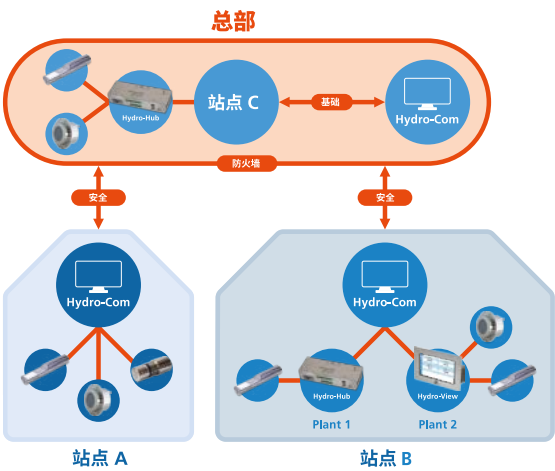 总部
Hydro-Hub
站点 C
基础
Hydro-Com
防火墙
安全
安全
Hydro-Com
Hydro-Com
Hydro-Hub
Hydro-View
Plant 1
Plant 2
站点 A
站点 B